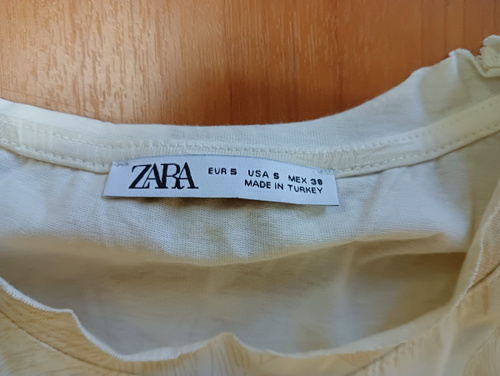 ZARA
EUR S USA S MEX 38
MADE IN TURKEY